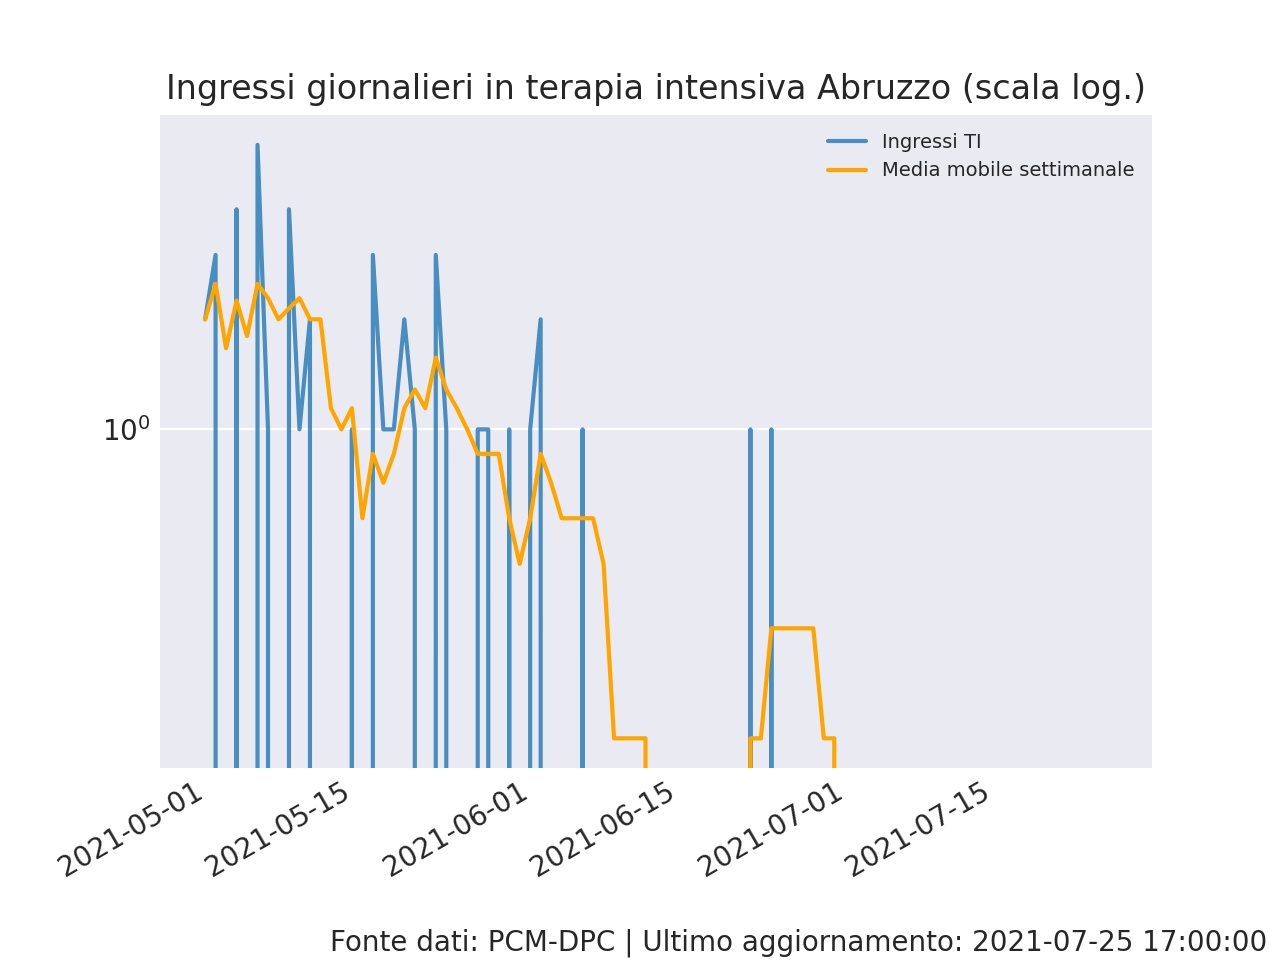 Ingressi giornalieri in terapia intensiva Abruzzo (scala log.)
Ingressi TI
Media mobile settimanale
10⁰
2021-05-01
2021-05-15
2021-06-01
2021-06-15
2021-07-01
2021-07-15
Fonte dati: PCM-DPC | Ultimo aggiornamento: 2021-07-25 17:00:00